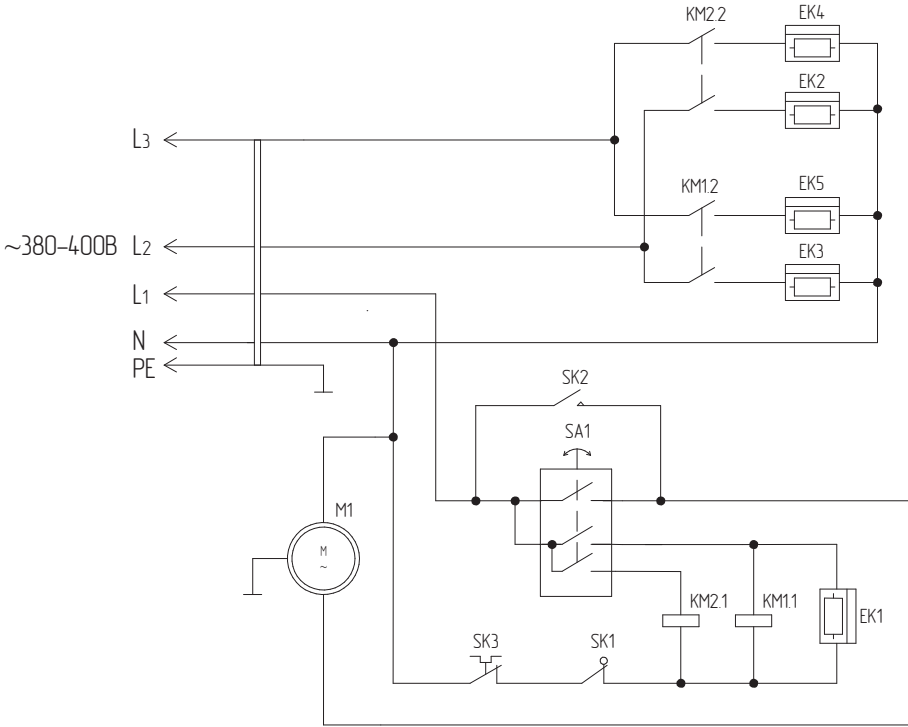 KM2.2
EK4
EK2
L3
KM1.2
EK5
~380-400В L2
EK3
L1
N
PE
SK2
SA1
M1
M
~
KM2.1
KM1.1
EK1
SK3
SK1